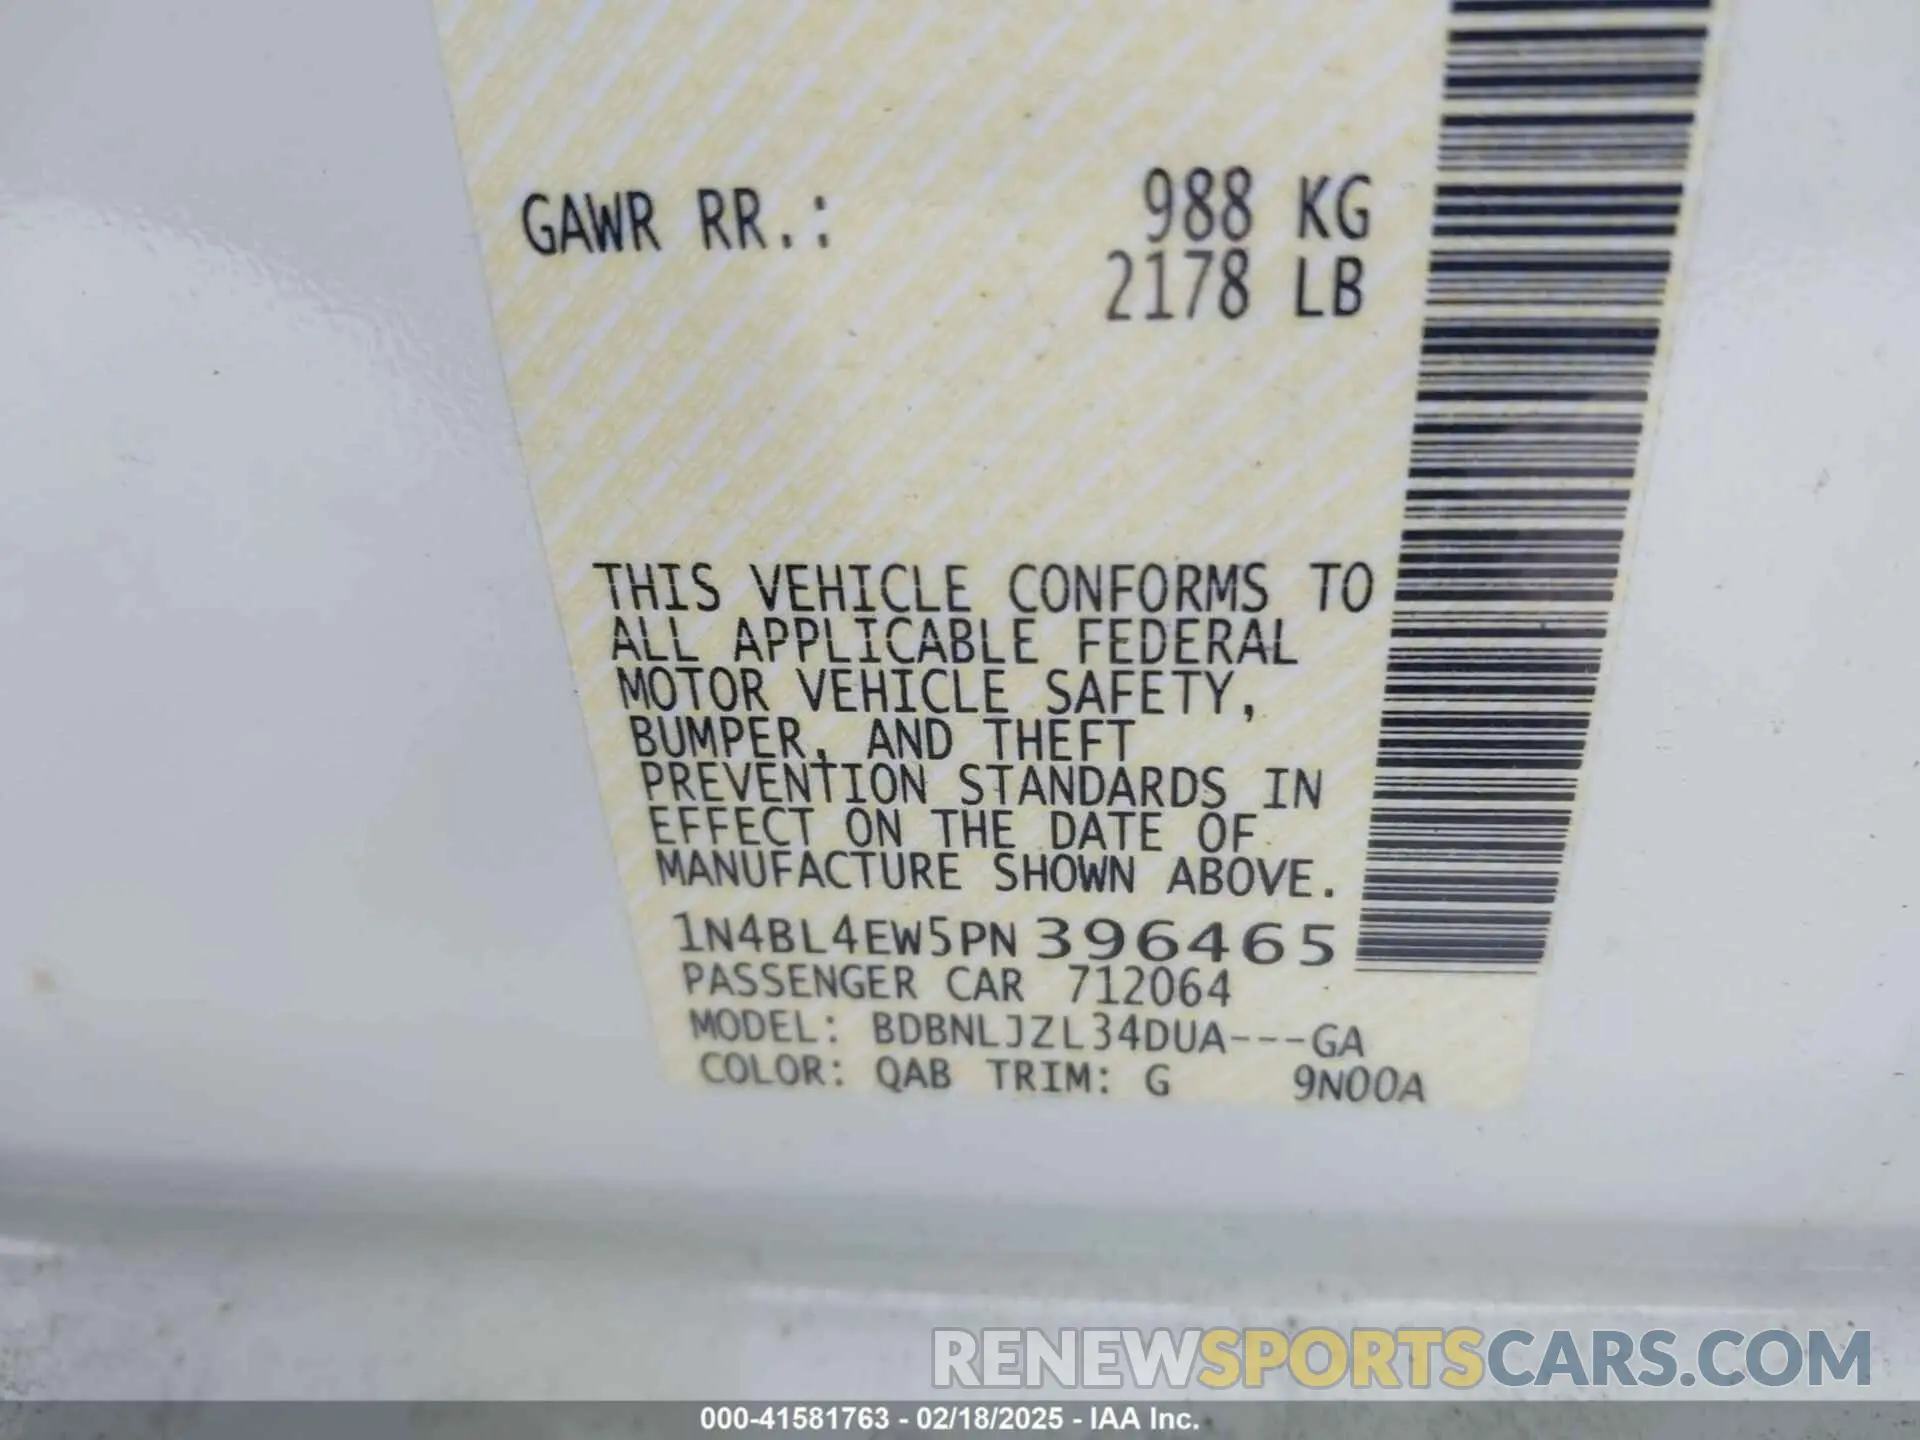 GAWR RR.: 988 KG
2178 LB
THIS VEHICLE CONFORMS TO
ALL APPLICABLE FEDERAL
MOTOR VEHICLE SAFETY,
BUMPER, AND THEFT
PREVENTION STANDARDS IN
EFFECT ON THE DATE OF
MANUFACTURE SHOWN ABOVE.
1N4BL4EW5PN396465
PASSENGER CAR 712064
MODEL: BDBNLJZL34DUA---GA
COLOR: QAB TRIM: G 9N00A
RENEWSPORTSCARS.COM
000-41581763 - 02/18/2025 - IAA Inc.